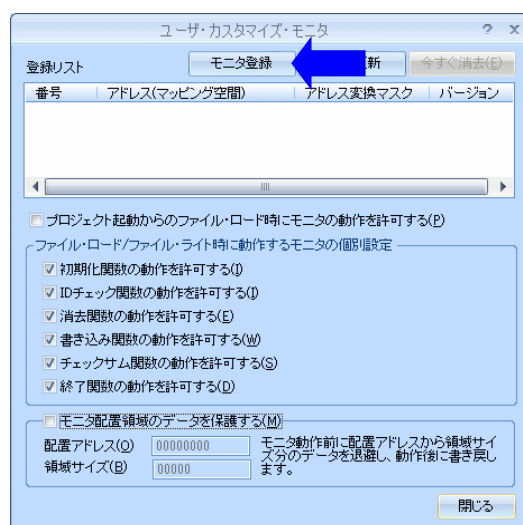 ユーザ・カスタマイズ・モニタ
登録リスト モニタ登録 新 今すぐ消去(E)
番号 アドレス(マッピング空間) アドレス変換マスク バージョン
プロジェクト起動からのファイル・ロード時にモニタの動作を許可する(P)
ファイル・ロード/ファイル・ライト時に動作するモニタの個別設定
初期化関数の動作を許可する(I)
IDチェック関数の動作を許可する(I)
消去関数の動作を許可する(E)
書き込み関数の動作を許可する(W)
チェックサム関数の動作を許可する(S)
終了関数の動作を許可する(D)
モニタ配置領域のデータを保護する(M)
配置アドレス(O) 00000000
領域サイズ(B) 00000
モニタ動作前に配置アドレスから領域サイ
ズ分のデータを退避し、動作後に書き戻し
ます。
閉じる